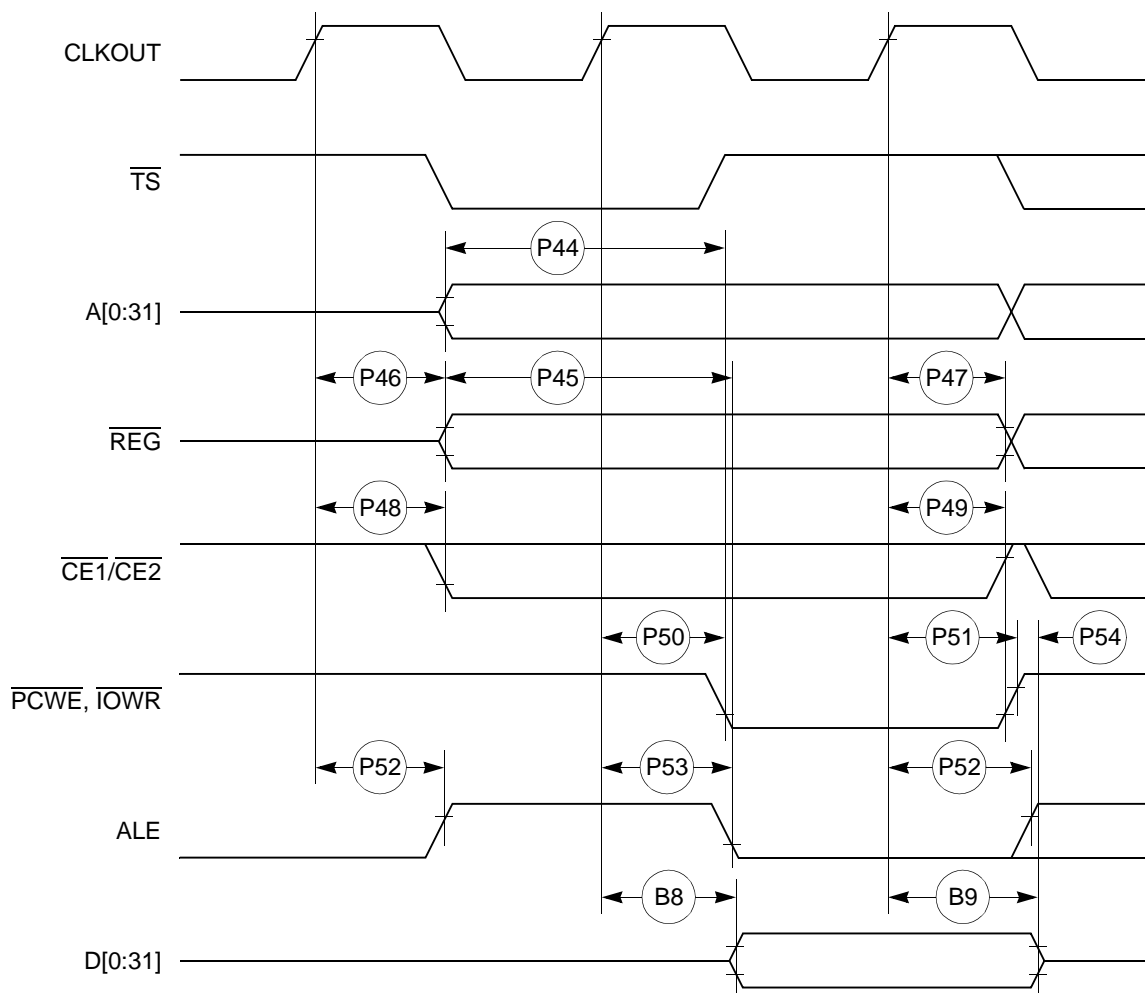 CLKOUT
TS
P44
A[0:31]
P46 P45 P47
REG
P48 P49
CE1/CE2
P50 P51 P54
PCWE, IOWR
P52 P53 P52
ALE
B8 B9
D[0:31]